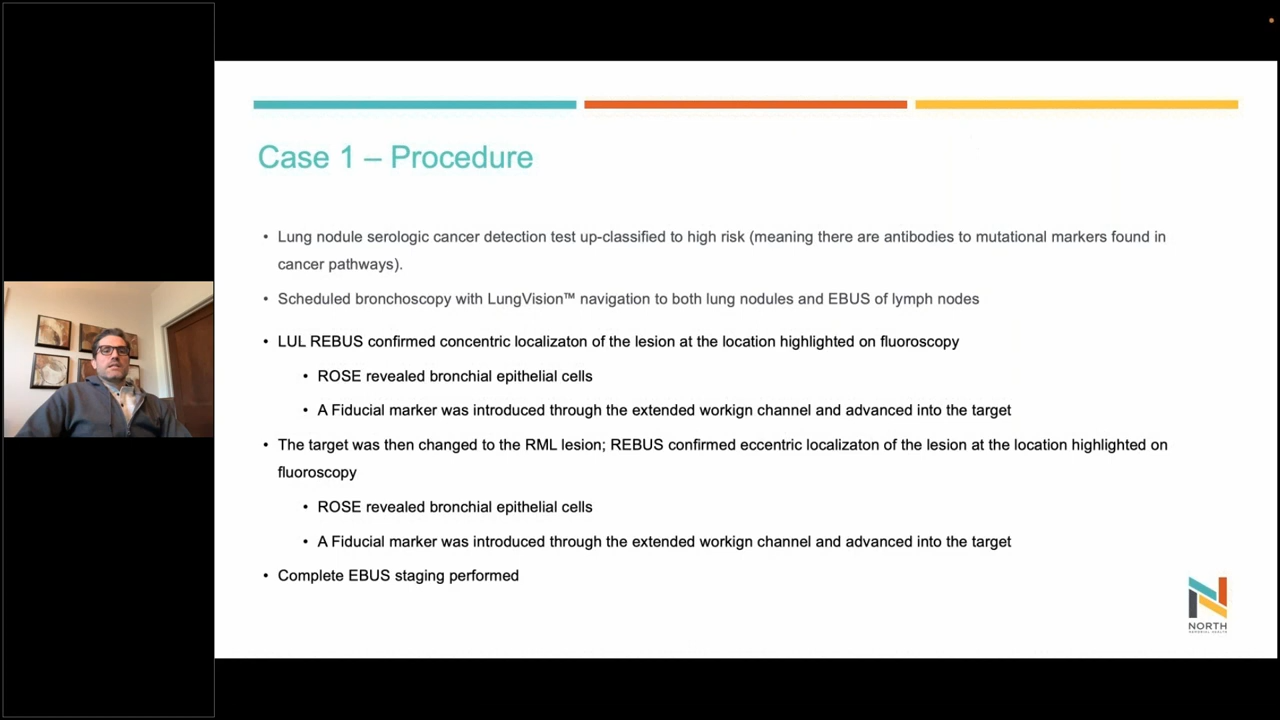 Case 1 – Procedure
• Lung nodule serologic cancer detection test up-classified to high risk (meaning there are antibodies to mutational markers found in
cancer pathways).
• Scheduled bronchoscopy with LungVision™ navigation to both lung nodules and EBUS of lymph nodes
• LUL REBUS confirmed concentric localizaton of the lesion at the location highlighted on fluoroscopy
• ROSE revealed bronchial epithelial cells
• A Fiducial marker was introduced through the extended workign channel and advanced into the target
• The target was then changed to the RML lesion; REBUS confirmed eccentric localizaton of the lesion at the location highlighted on
fluoroscopy
• ROSE revealed bronchial epithelial cells
• A Fiducial marker was introduced through the extended workign channel and advanced into the target
• Complete EBUS staging performed
NORTH
MEMORIAL HEALTH